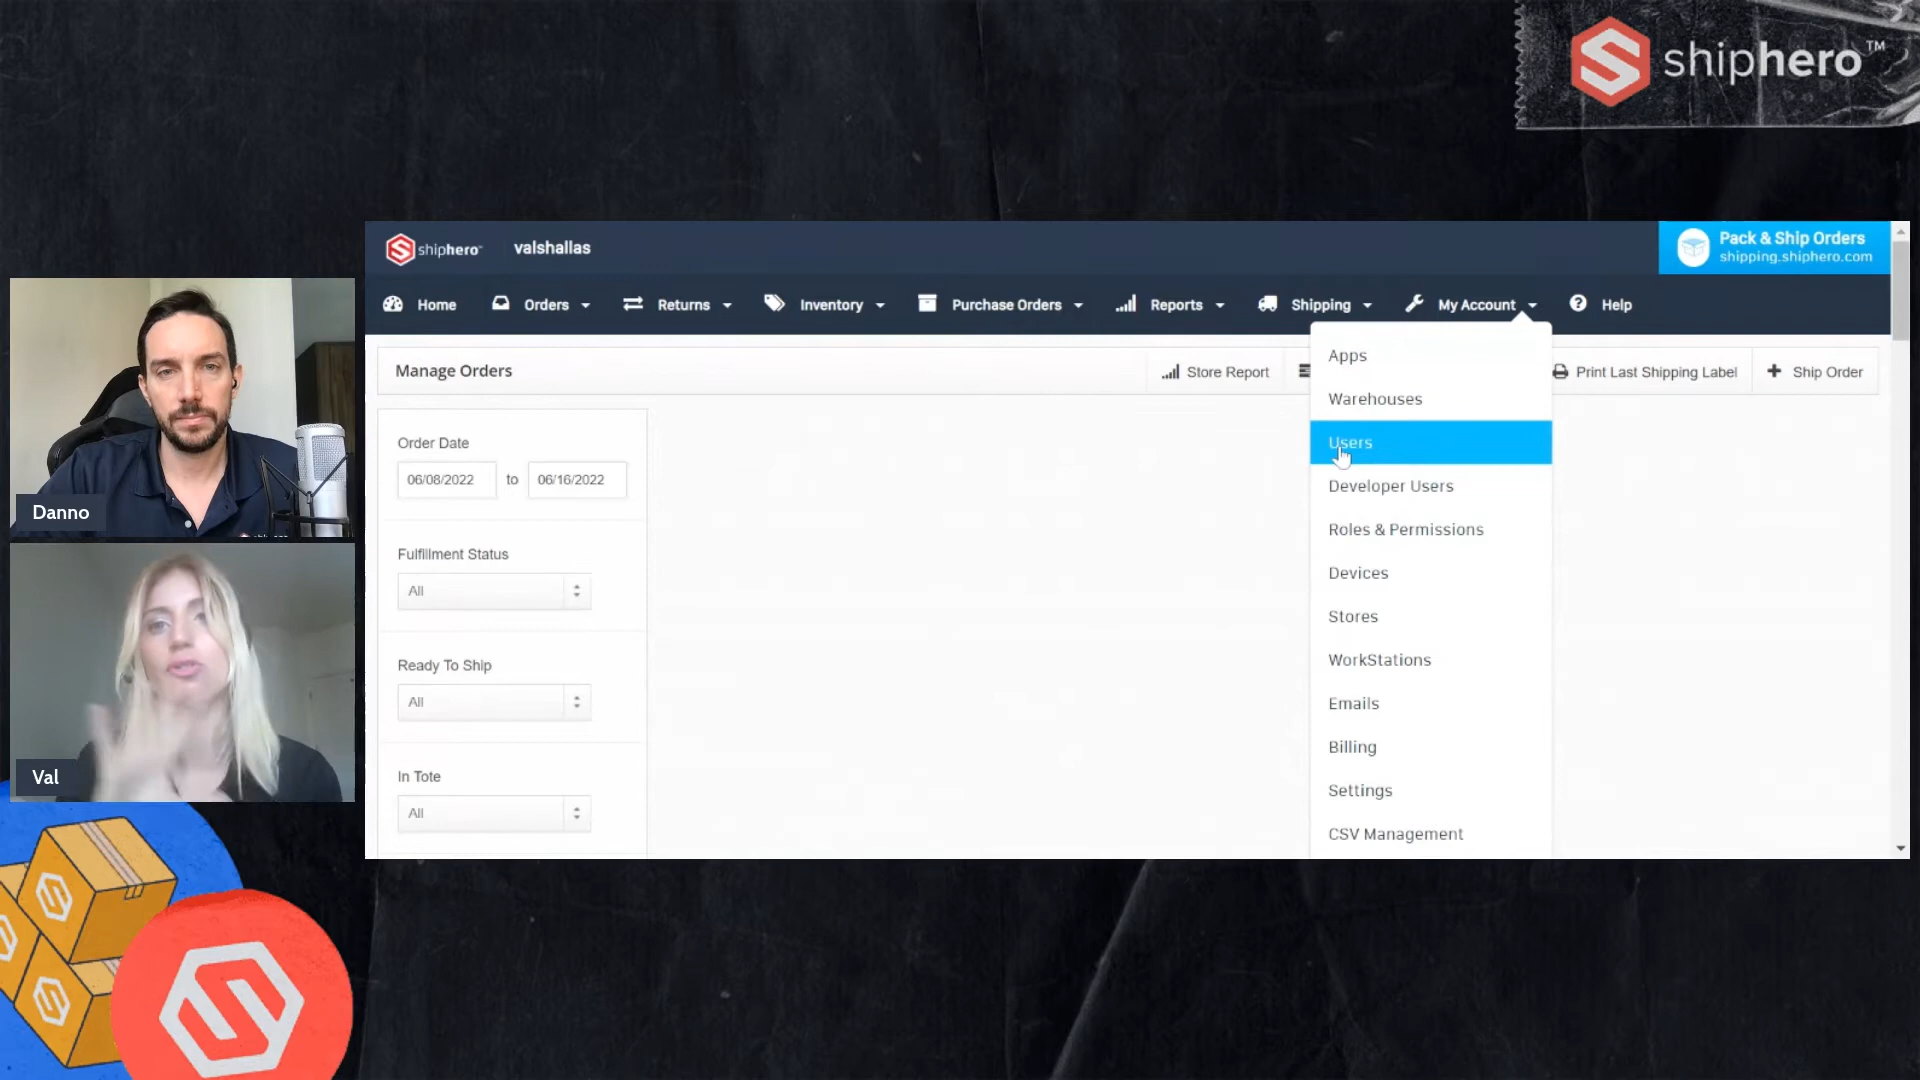 shiphero™
shiphero
valshallas
Pack & Ship Orders
shipping.shiphero.com
Home
Orders
Returns
Inventory
Purchase Orders
Reports
Shipping
My Account
Help
Manage Orders
Store Report
Print Last Shipping Label
Ship Order
Order Date
06/08/2022 to 06/16/2022
Fulfillment Status
All
Ready To Ship
All
In Tote
All
Apps
Warehouses
Users
Developer Users
Roles & Permissions
Devices
Stores
WorkStations
Emails
Billing
Settings
CSV Management
Danno
Val